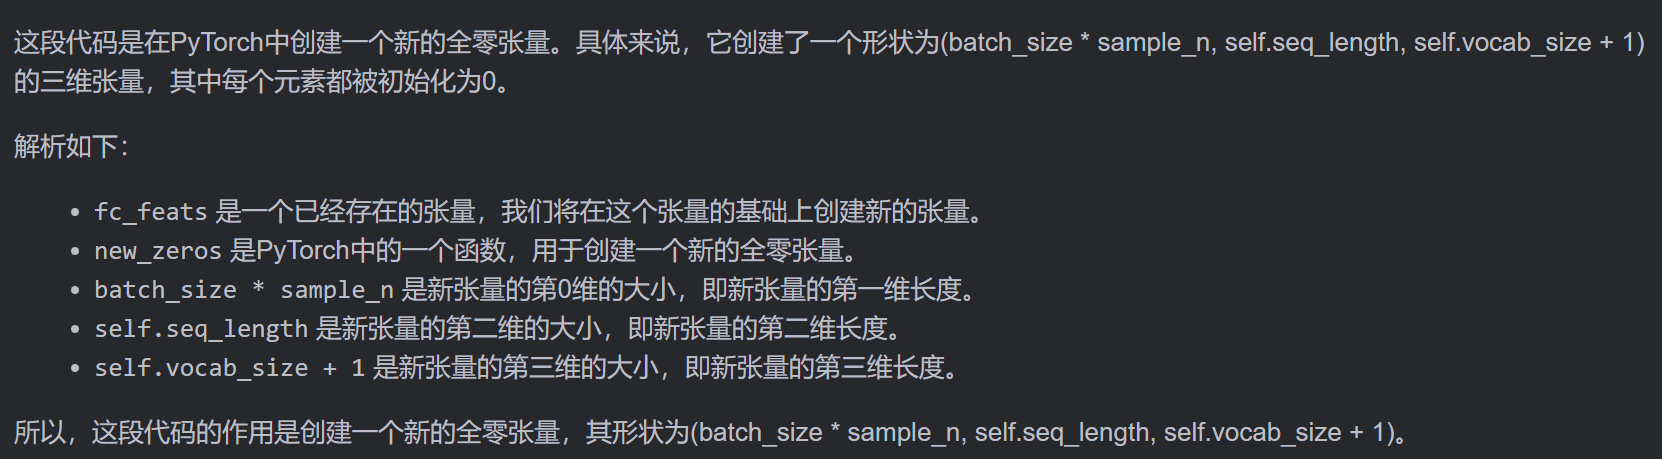 这段代码是在PyTorch中创建一个新的全零张量。具体来说，它创建了一个形状为(batch_size * sample_n, self.seq_length, self.vocab_size + 1)
的三维张量，其中每个元素都被初始化为0。
解析如下：
• fc_feats 是一个已经存在的张量，我们将在这个张量的基础上创建新的张量。
• new_zeros 是PyTorch中的一个函数，用于创建一个新的全零张量。
• batch_size * sample_n 是新张量的第0维的大小，即新张量的第一维长度。
• self.seq_length 是新张量的第二维的大小，即新张量的第二维长度。
• self.vocab_size + 1 是新张量的第三维的大小，即新张量的第三维长度。
所以，这段代码的作用是创建一个新的全零张量，其形状为(batch_size * sample_n, self.seq_length, self.vocab_size + 1)。